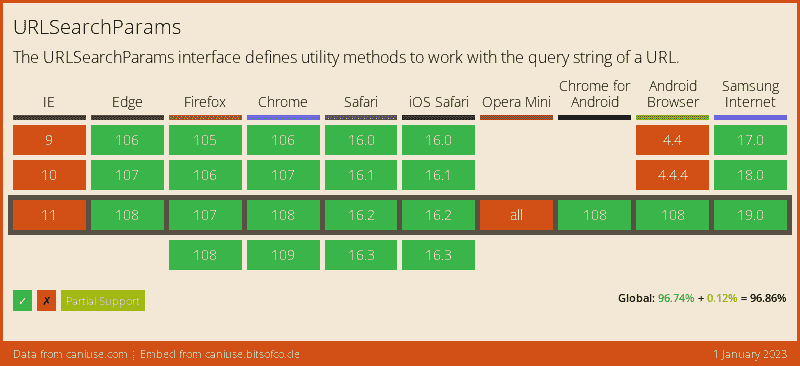 URLSearchParams
The URLSearchParams interface defines utility methods to work with the query string of a URL.
IE Edge Firefox Chrome Safari iOS Safari Opera Mini Chrome for Android Android Browser Samsung Internet
9 106 105 106 16.0 16.0 4.4 17.0
10 107 106 107 16.1 16.1 4.4.4 18.0
11 108 107 108 16.2 16.2 all 108 108 19.0
108 109 16.3 16.3
✓ ✗ Partial Support Global: 96.74% + 0.12% = 96.86%
Data from caniuse.com | Embed from caniuse.bitsofco.de 1 January 2023